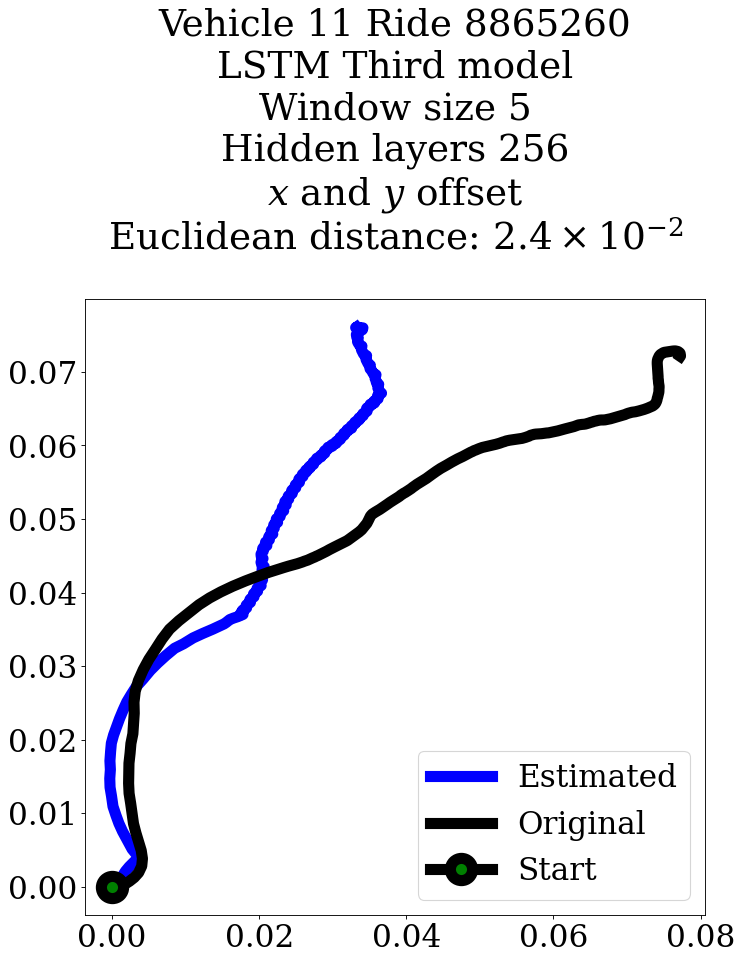 Vehicle 11 Ride 8865260
LSTM Third model
Window size 5
Hidden layers 256
x and y offset
Euclidean distance: 2.4 × 10⁻²
0.07
0.06
0.05
0.04
0.03
0.02
0.01
0.00
Estimated
Original
Start
0.00 0.02 0.04 0.06 0.08